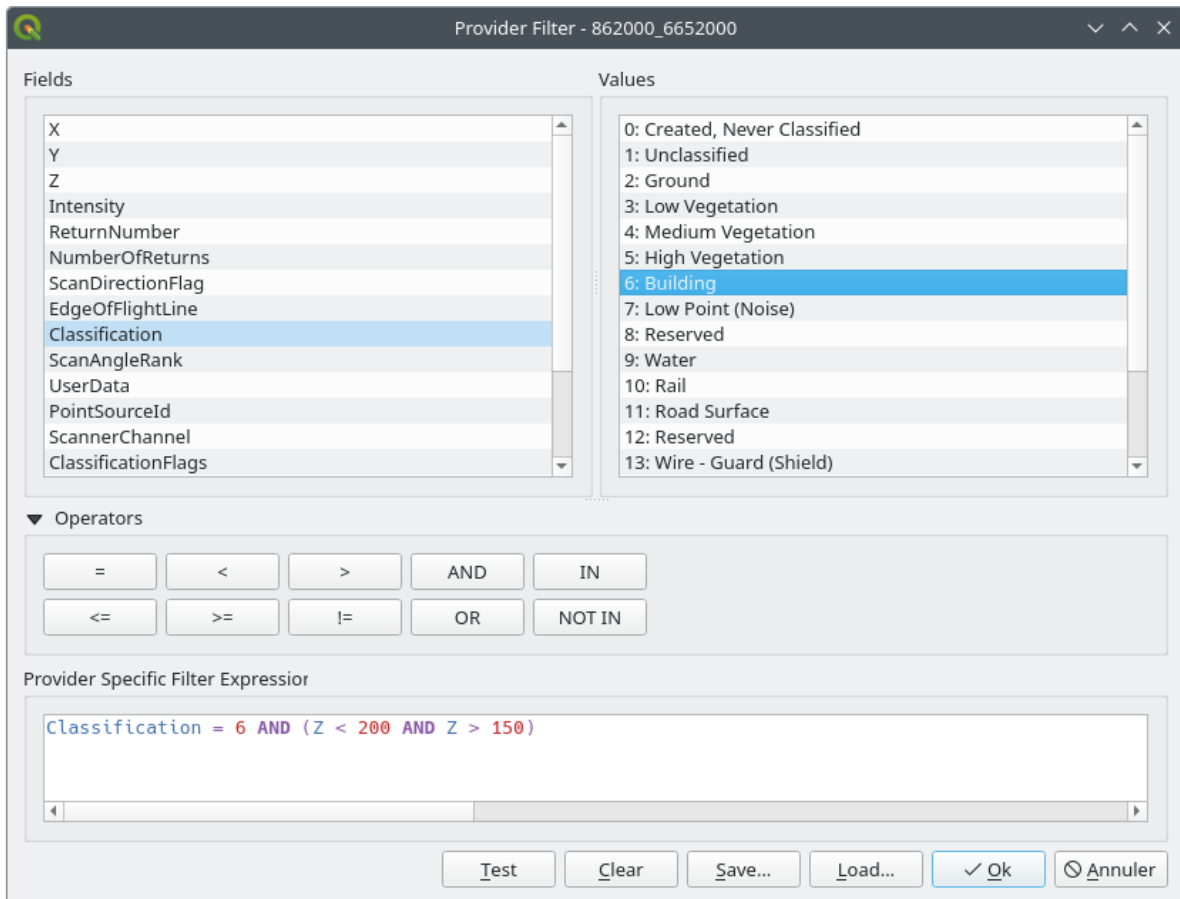 Provider Filter - 862000_6652000
Fields
Values
X
Y
Z
Intensity
ReturnNumber
NumberOfReturns
ScanDirectionFlag
EdgeOfFlightLine
Classification
ScanAngleRank
UserData
PointSourceId
ScannerChannel
ClassificationFlags
0: Created, Never Classified
1: Unclassified
2: Ground
3: Low Vegetation
4: Medium Vegetation
5: High Vegetation
6: Building
7: Low Point (Noise)
8: Reserved
9: Water
10: Rail
11: Road Surface
12: Reserved
13: Wire - Guard (Shield)
Operators
= < > AND IN
<= >= != OR NOT IN
Provider Specific Filter Expression
Classification = 6 AND (Z < 200 AND Z > 150)
Test Clear Save... Load... Ok Annuler